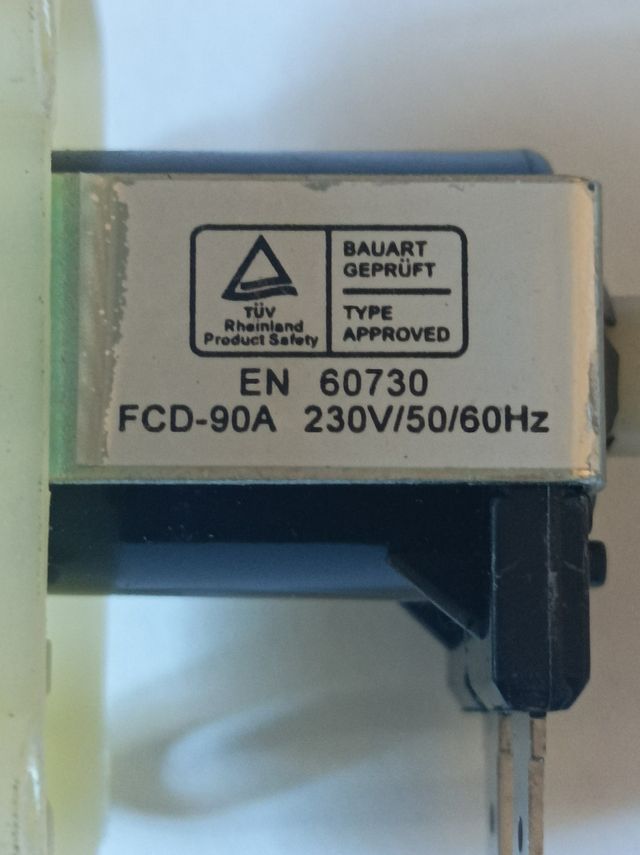 TÜV
Rheinland
Product Safety
BAUART
GEPRÜFT
TYPE
APPROVED
EN 60730
FCD-90A 230V/50/60Hz